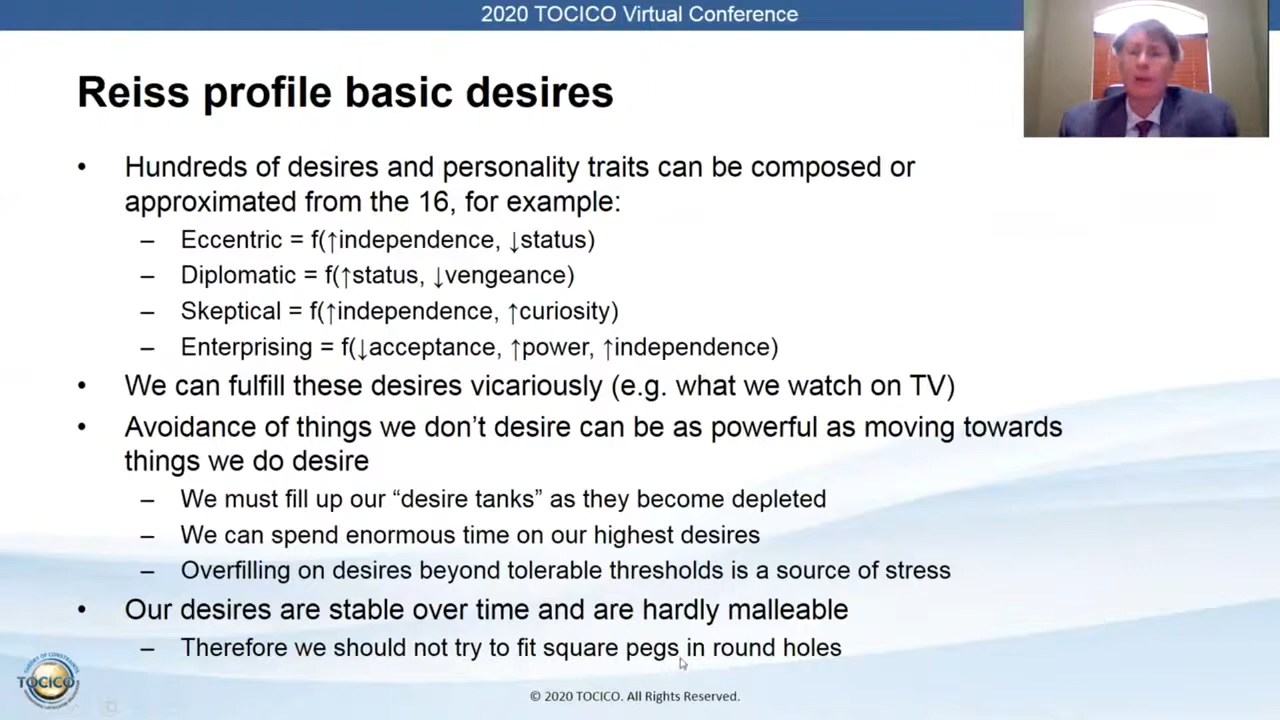 2020 TOCICO Virtual Conference
Reiss profile basic desires
• Hundreds of desires and personality traits can be composed or
approximated from the 16, for example:
– Eccentric = f(↑independence, ↓status)
– Diplomatic = f(↑status, ↓vengeance)
– Skeptical = f(↑independence, ↑curiosity)
– Enterprising = f(↓acceptance, ↑power, ↑independence)
• We can fulfill these desires vicariously (e.g. what we watch on TV)
• Avoidance of things we don’t desire can be as powerful as moving towards
things we do desire
– We must fill up our “desire tanks” as they become depleted
– We can spend enormous time on our highest desires
– Overfilling on desires beyond tolerable thresholds is a source of stress
• Our desires are stable over time and are hardly malleable
– Therefore we should not try to fit square pegs in round holes
THEORY OF CONSTRAINTS
TOCICO
© 2020 TOCICO. All Rights Reserved.